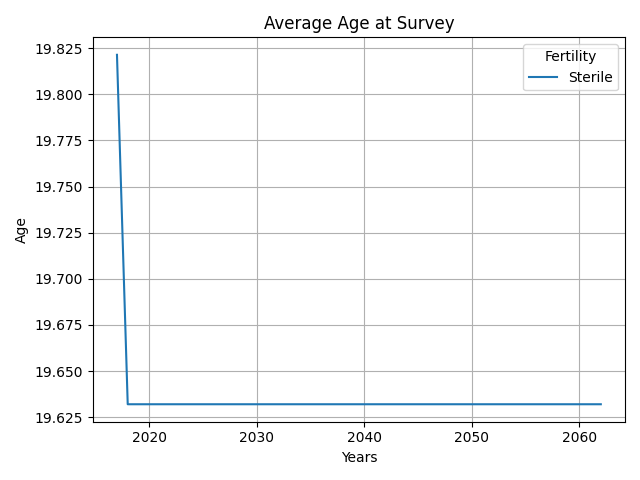 Average Age at Survey
19.825
19.800
19.775
19.750
19.725
19.700
19.675
19.650
19.625
Age
Fertility
Sterile
2020 2030 2040 2050 2060
Years